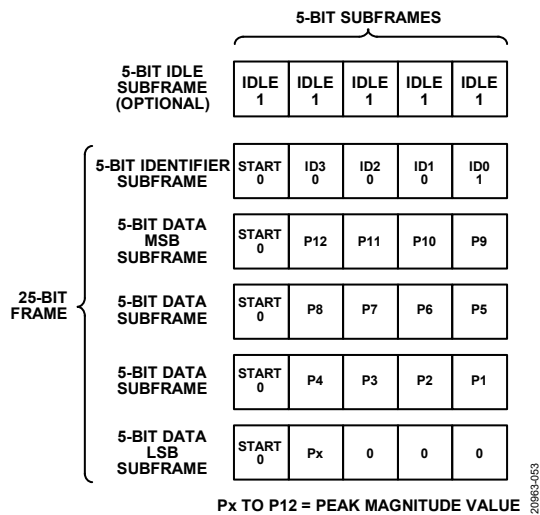 5-BIT SUBFRAMES
5-BIT IDLE
SUBFRAME
(OPTIONAL)
IDLE IDLE IDLE IDLE IDLE
1 1 1 1 1
25-BIT
FRAME
5-BIT IDENTIFIER
SUBFRAME
START ID3 ID2 ID1 ID0
0 0 0 0 1
5-BIT DATA
MSB
SUBFRAME
START
0
P12 P11 P10 P9
5-BIT DATA
SUBFRAME
START
0
P8 P7 P6 P5
5-BIT DATA
SUBFRAME
START
0
P4 P3 P2 P1
5-BIT DATA
LSB
SUBFRAME
START
0
Px 0 0 0
Px TO P12 = PEAK MAGNITUDE VALUE
20963-053